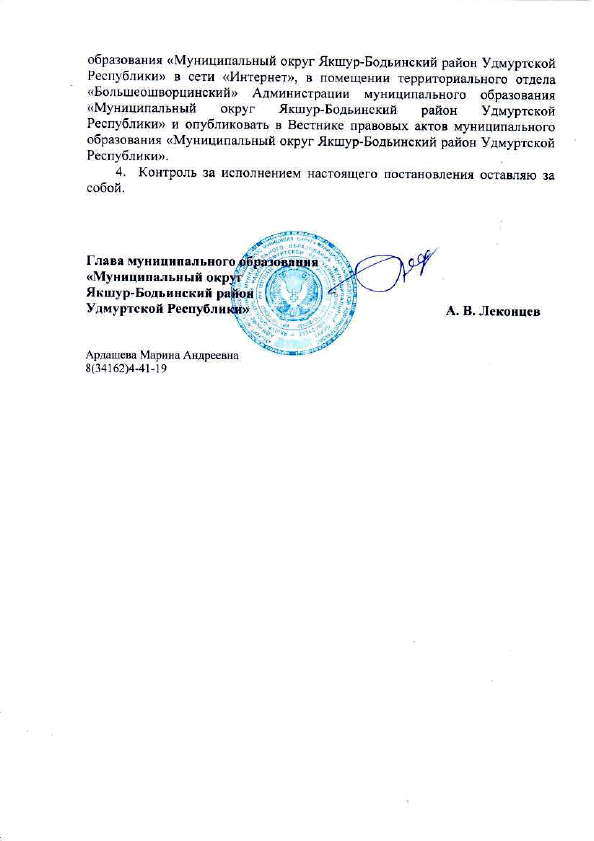 образования «Муниципальный округ Якшур-Бодьинский район Удмуртской
Республики» в сети «Интернет», в помещении территориального отдела
«Большеошворцинский» Администрации муниципального образования
«Муниципальный округ Якшур-Бодьинский район Удмуртской
Республики» и опубликовать в Вестнике правовых актов муниципального
образования «Муниципальный округ Якшур-Бодьинский район Удмуртской
Республики».
4. Контроль за исполнением настоящего постановления оставляю за
собой.
Глава муниципального образования
«Муниципальный округ
Якшур-Бодьинский район
Удмуртской Республики»
А. В. Леконцев
Ардашева Марина Андреевна
8(34162)4-41-19